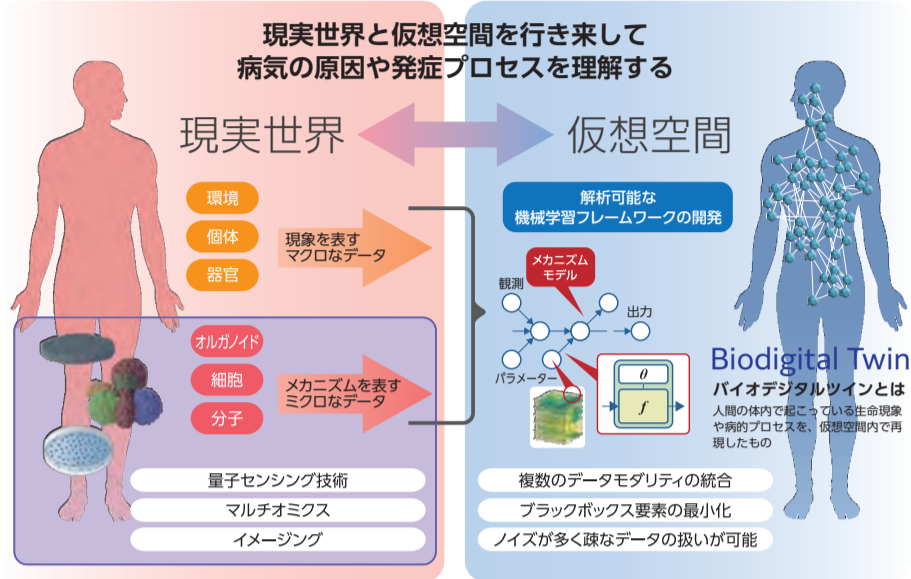 現実世界と仮想空間を行き来して
病気の原因や発症プロセスを理解する
現実世界
仮想空間
環境
個体
器官
現象を表す
マクロなデータ
オルガノイド
細胞
分子
メカニズムを表す
ミクロなデータ
量子センシング技術
マルチオミクス
イメージング
解析可能な
機械学習フレームワークの開発
メカニズム
モデル
観測
出力
パラメーター
θ
f
Biodigital Twin
バイオデジタルツインとは
人間の体内で起こっている生命現象
や病的プロセスを、仮想空間内で再
現したもの
複数のデータモダリティの統合
ブラックボックス要素の最小化
ノイズが多く疎なデータの扱いが可能